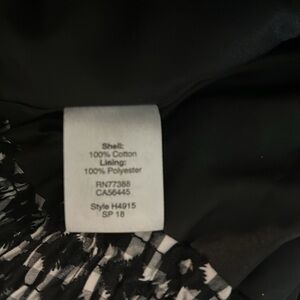 Shell:
100% Cotton
Lining:
100% Polyester
RN77388
CA56445
Style H4915
SP 18